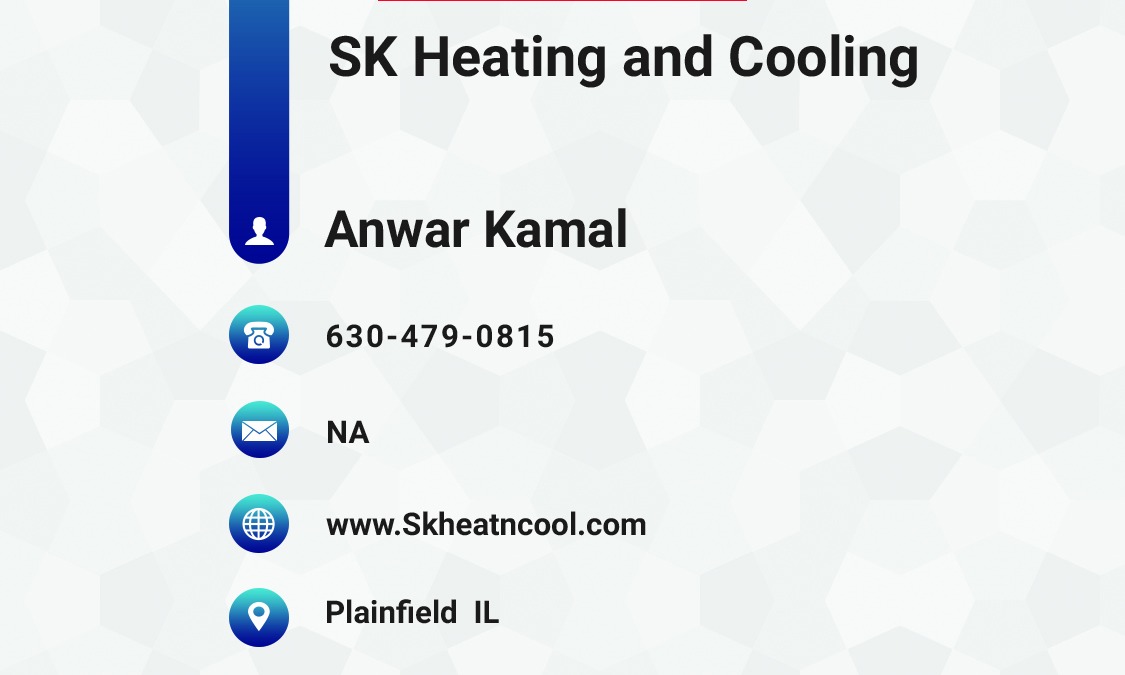 SK Heating and Cooling
Anwar Kamal
630-479-0815
NA
www.Skheatncool.com
Plainfield IL